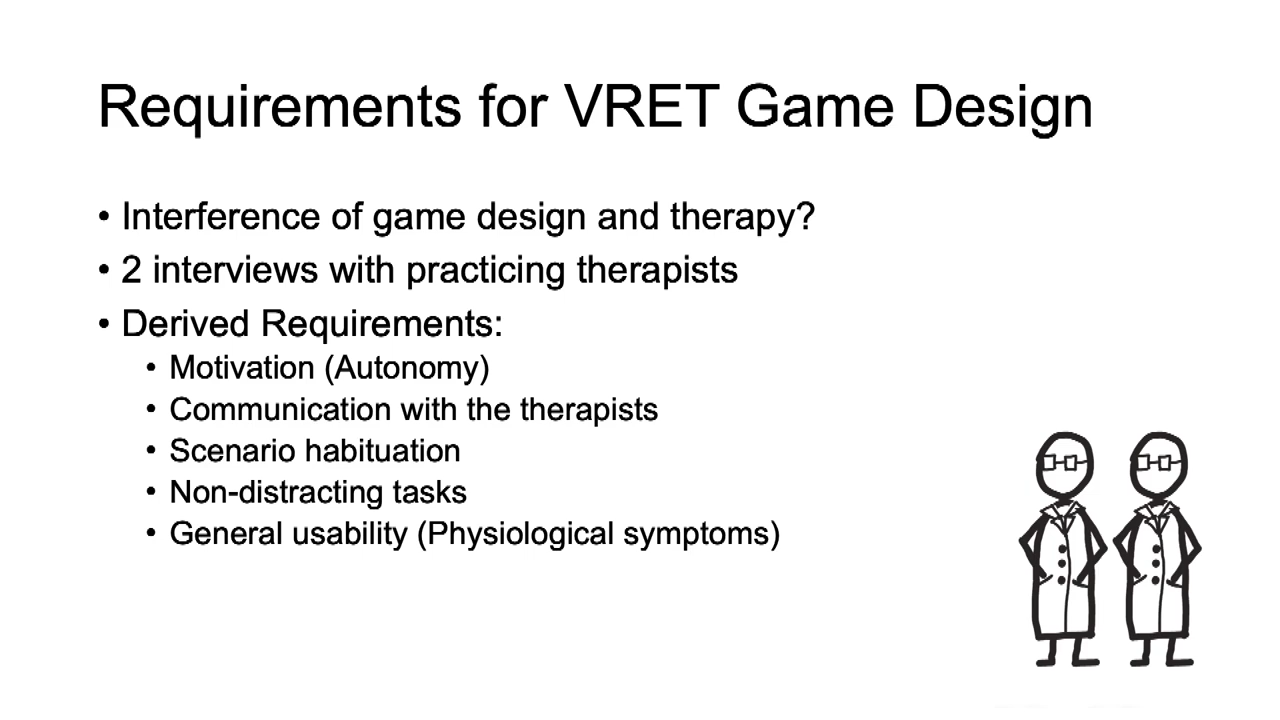 Requirements for VRET Game Design
• Interference of game design and therapy?
• 2 interviews with practicing therapists
• Derived Requirements:
• Motivation (Autonomy)
• Communication with the therapists
• Scenario habituation
• Non-distracting tasks
• General usability (Physiological symptoms)